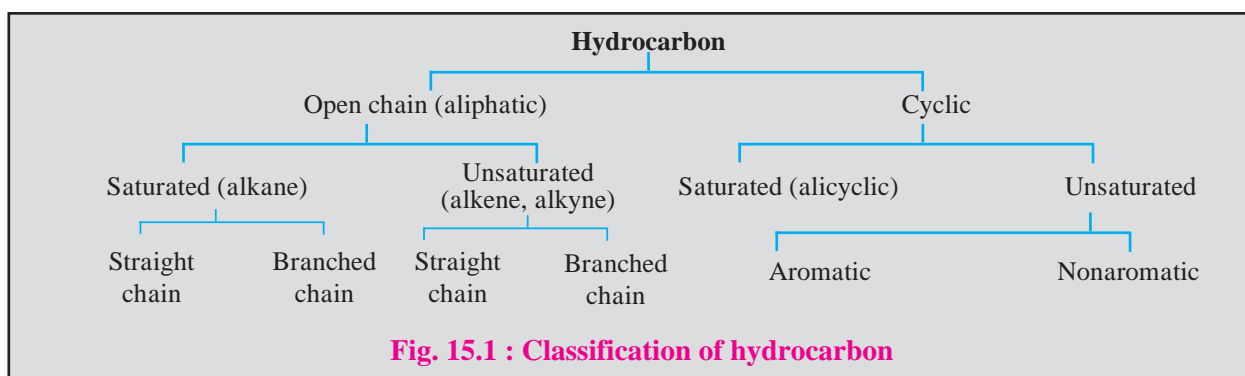 Hydrocarbon
Open chain (aliphatic)
Cyclic
Saturated (alkane)
Unsaturated
(alkene, alkyne)
Saturated (alicyclic)
Unsaturated
Straight
chain
Branched
chain
Straight
chain
Branched
chain
Aromatic
Nonaromatic
Fig. 15.1 : Classification of hydrocarbon